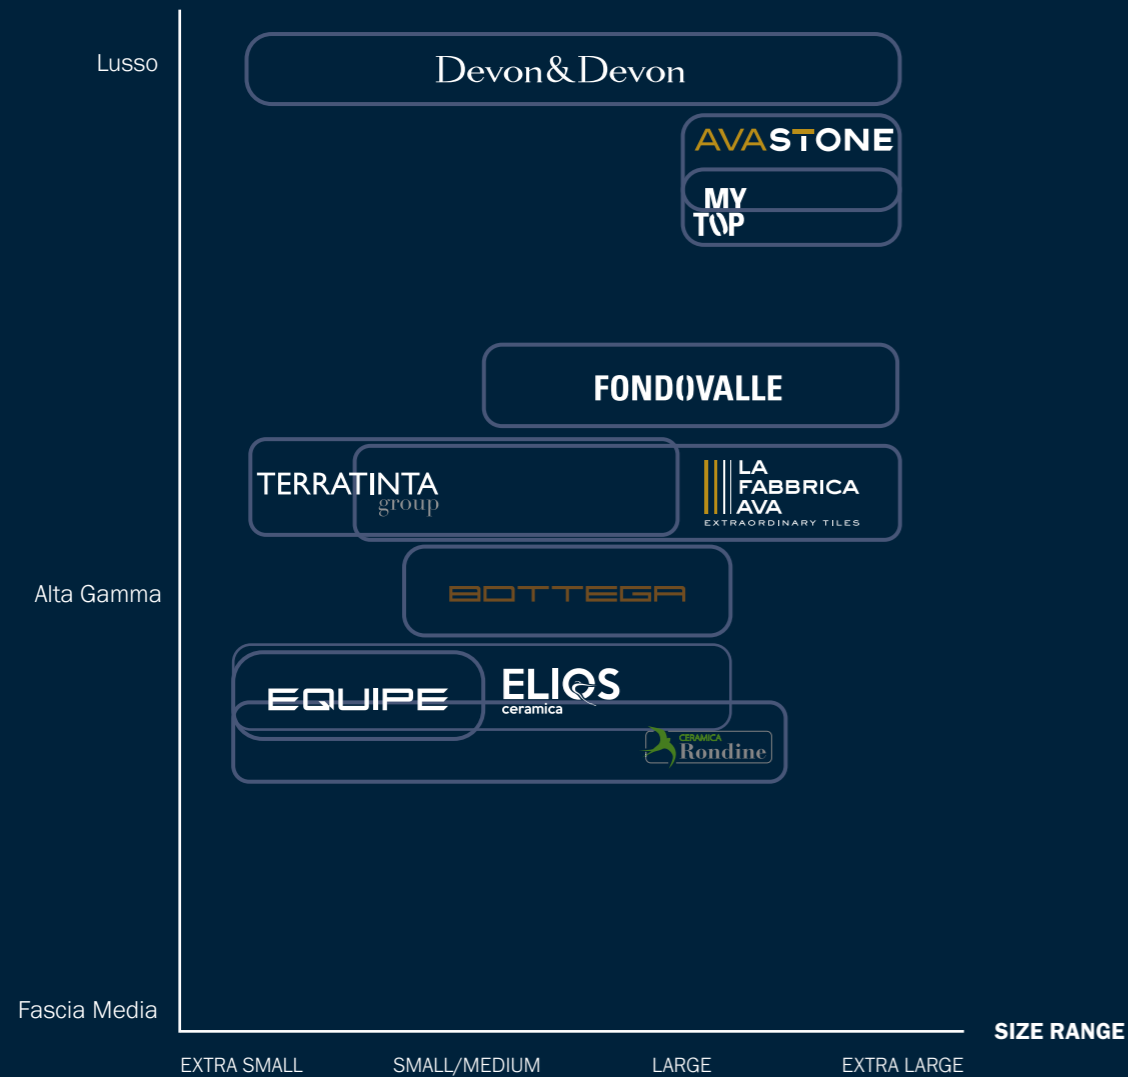 Lusso
Devon&Devon
AVASTONE
MY
TOP
FONDOVALLE
TERRATINTA
group
LA
FABBRICA
AVA
EXTRAORDINARY TILES
Alta Gamma
BOTTEGA
EQUIPE
ELIOS
ceramica
CERAMICA
Rondine
Fascia Media
SIZE RANGE
EXTRA SMALL
SMALL/MEDIUM
LARGE
EXTRA LARGE